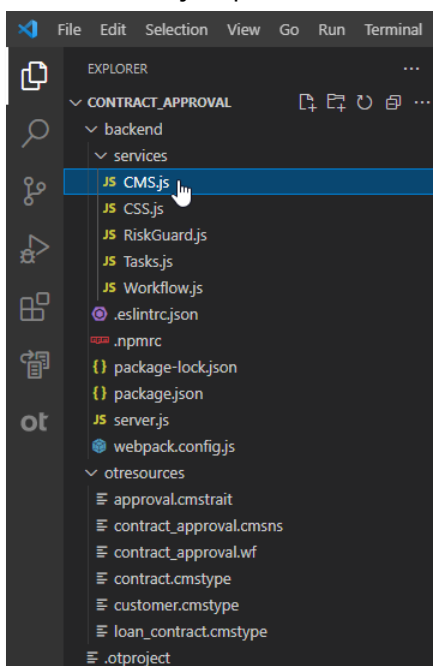 File Edit Selection View Go Run Terminal
EXPLORER
CONTRACT_APPROVAL
backend
services
JS CMS.js
JS CSS.js
JS RiskGuard.js
JS Tasks.js
JS Workflow.js
.eslintrc.json
npm .npmrc
{} package-lock.json
{} package.json
ot
JS server.js
webpack.config.js
otresources
approval.cmstrait
contract_approval.cmsns
contract_approval.wf
contract.cmstype
customer.cmstype
loan_contract.cmstype
.otproject